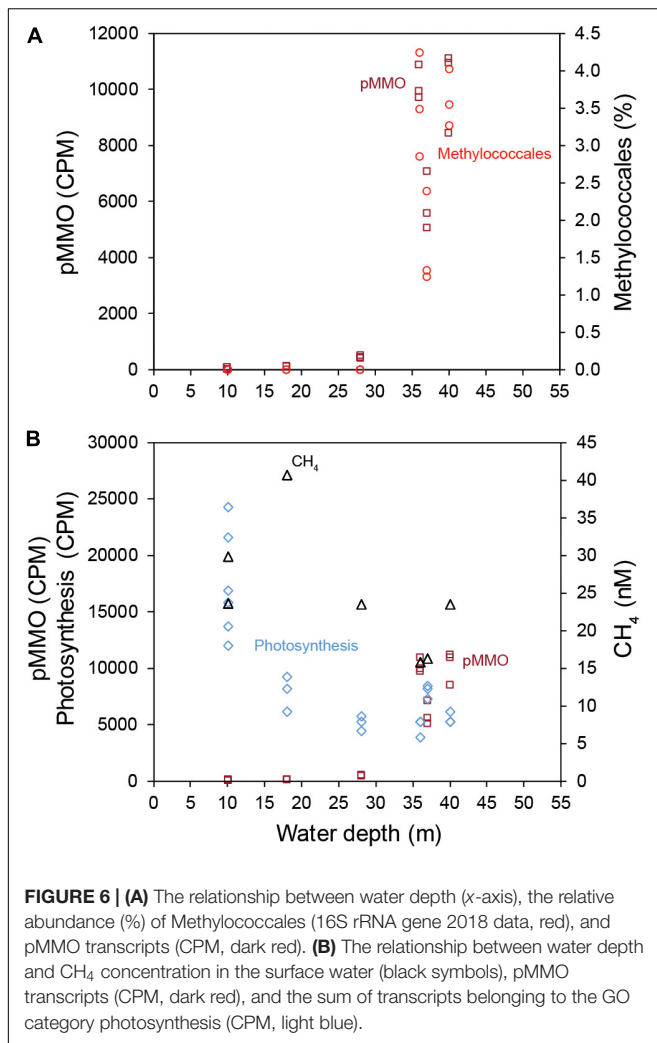 A
12000
10000
8000
6000
4000
2000
0
pMMO (CPM)
pMMO
Methylococcales
4.5
4.0
3.5
3.0
2.5
2.0
1.5
1.0
0.5
0.0
Methylococcales (%)
0 5 10 15 20 25 30 35 40 45 50 55
B
30000
25000
20000
15000
10000
5000
0
pMMO (CPM)
Photosynthesis (CPM)
CH₄
Photosynthesis
pMMO
45
40
35
30
25
20
15
10
5
0
CH₄ (nM)
0 5 10 15 20 25 30 35 40 45 50 55
Water depth (m)
FIGURE 6 | (A) The relationship between water depth (x-axis), the relative
abundance (%) of Methylococcales (16S rRNA gene 2018 data, red), and
pMMO transcripts (CPM, dark red). (B) The relationship between water depth
and CH₄ concentration in the surface water (black symbols), pMMO
transcripts (CPM, dark red), and the sum of transcripts belonging to the GO
category photosynthesis (CPM, light blue).